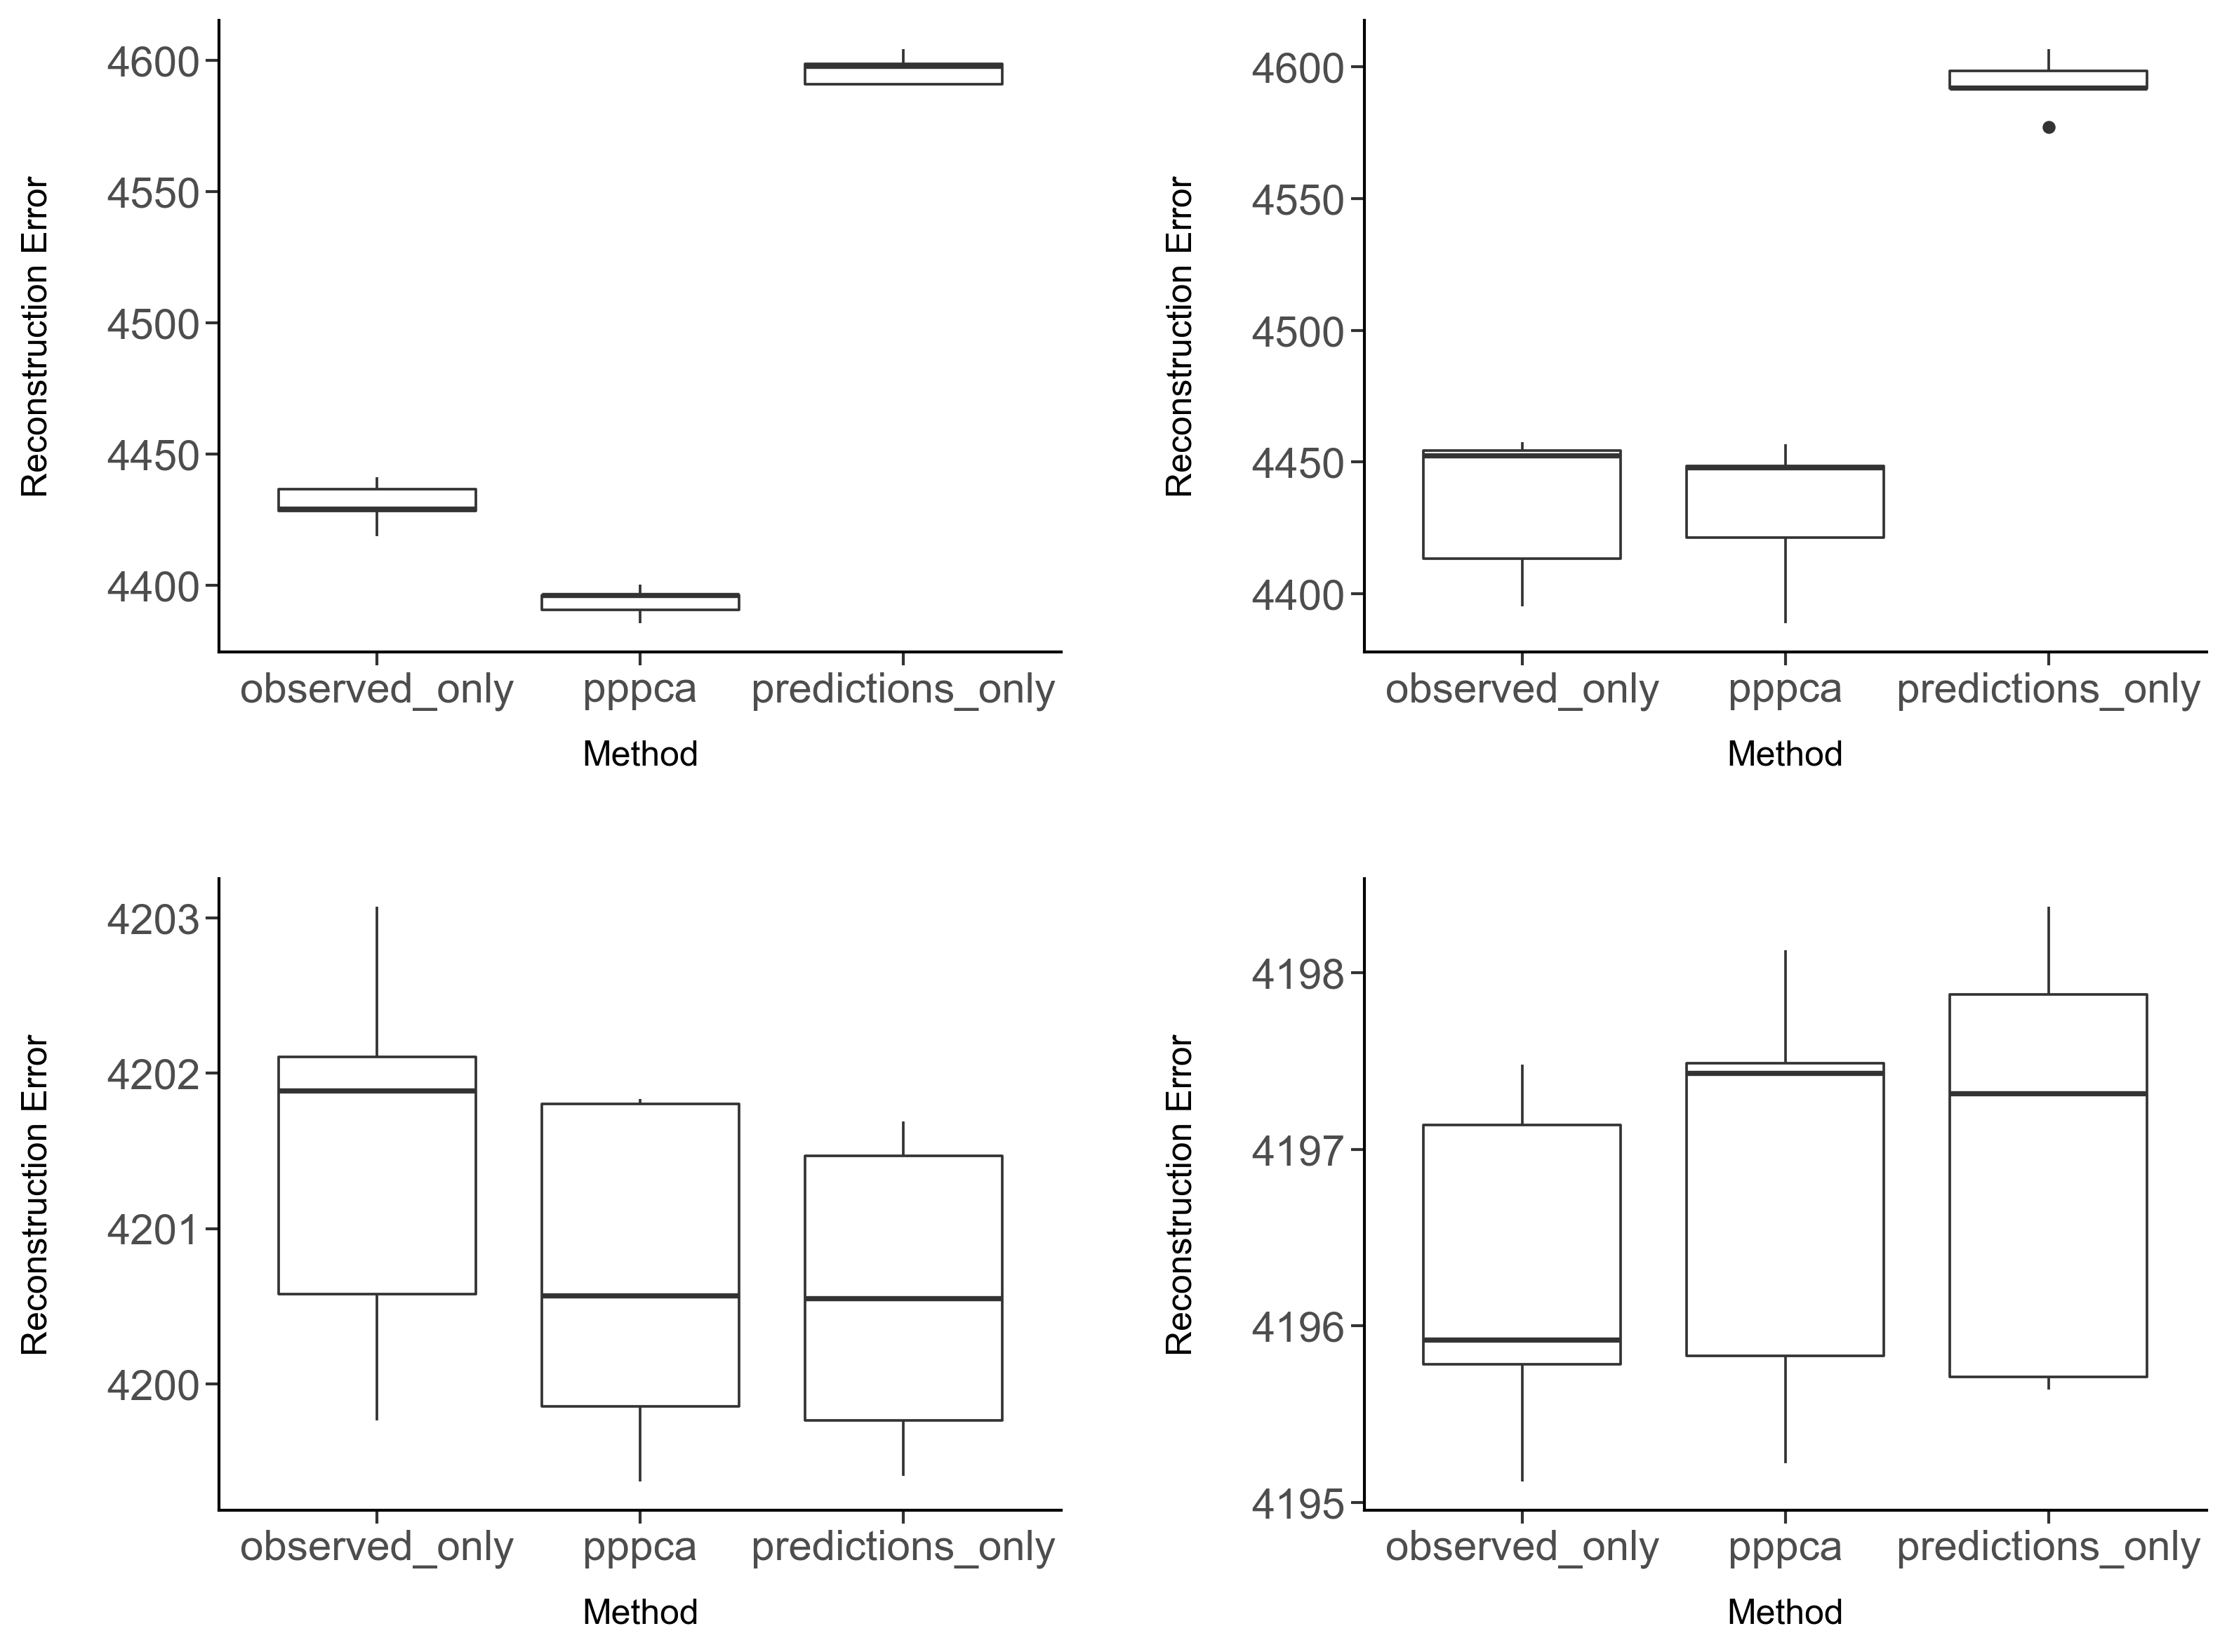 Reconstruction Error
4600
4550
4500
4450
4400
observed_only pppca predictions_only
Method
Reconstruction Error
4600
4550
4500
4450
4400
observed_only pppca predictions_only
Method
Reconstruction Error
4203
4202
4201
4200
observed_only pppca predictions_only
Method
Reconstruction Error
4198
4197
4196
4195
observed_only pppca predictions_only
Method